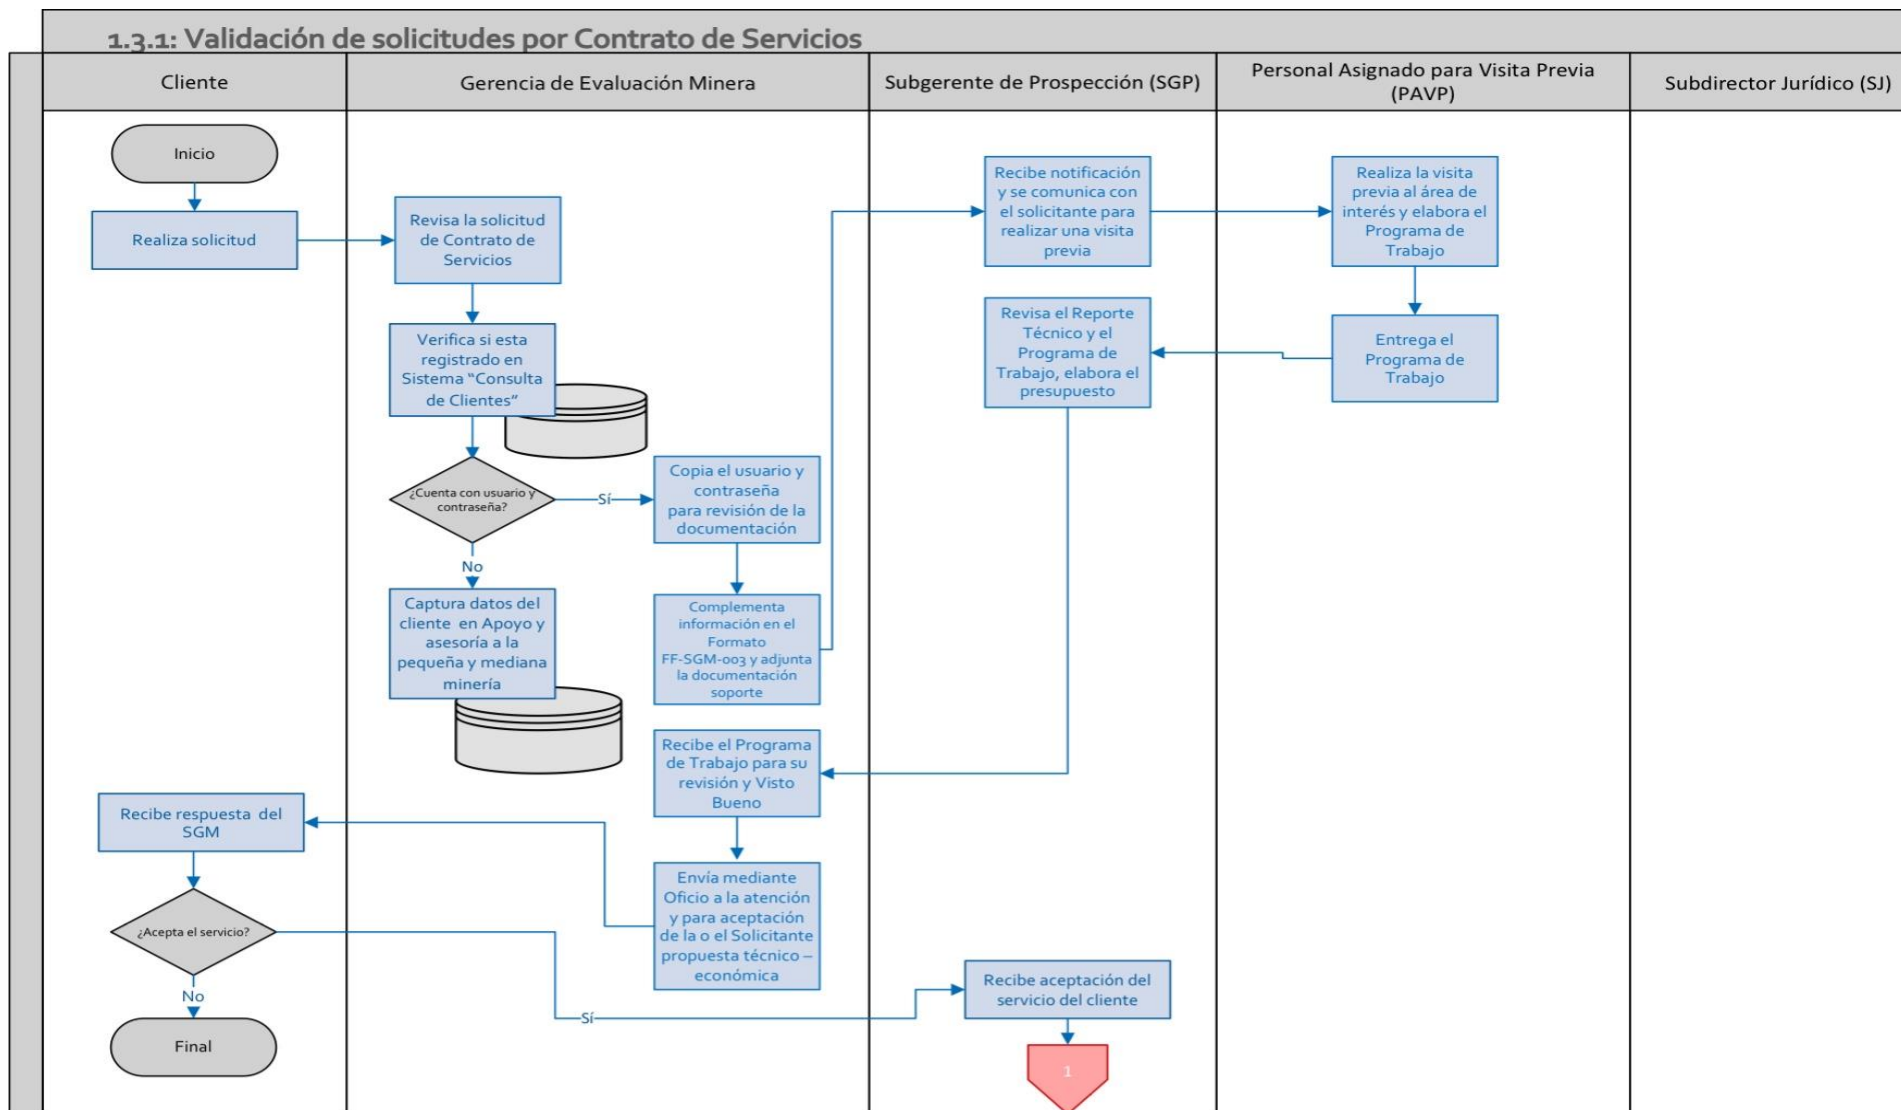 1.3.1: Validación de solicitudes por Contrato de Servicios
Cliente
Gerencia de Evaluación Minera
Subgerente de Prospección (SGP)
Personal Asignado para Visita Previa
(PAVP)
Subdirector Jurídico (SJ)
Inicio
Realiza solicitud
Revisa la solicitud
de Contrato de
Servicios
Verifica si esta
registrado en
Sistema "Consulta
de Clientes"
¿Cuenta con usuario y
contraseña?
Sí
No
Copia el usuario y
contraseña
para revisión de la
documentación
Captura datos del
cliente en Apoyo y
asesoría a la
pequeña y mediana
minería
Complementa
información en el
Formato
FF-SGM-003 y adjunta
la documentación
soporte
Recibe notificación
y se comunica con
el solicitante para
realizar una visita
previa
Realiza la visita
previa al área de
interés y elabora el
Programa de
Trabajo
Entrega el
Programa de
Trabajo
Revisa el Reporte
Técnico y el
Programa de
Trabajo, elabora el
presupuesto
Recibe el Programa
de Trabajo para su
revisión y Visto
Bueno
Envía mediante
Oficio a la atención
y para aceptación
de la o el Solicitante
propuesta técnico –
económica
Recibe respuesta del
SGM
¿Acepta el servicio?
No
Sí
Final
Recibe aceptación del
servicio del cliente
1